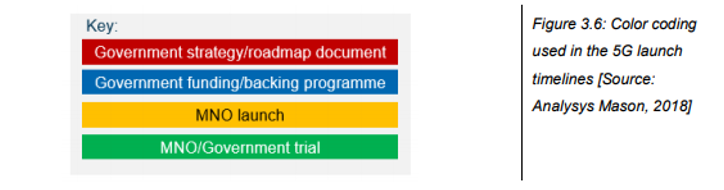 Key:
Government strategy/roadmap document
Government funding/backing programme
MNO launch
MNO/Government trial
Figure 3.6: Color coding
used in the 5G launch
timelines [Source:
Analysys Mason, 2018]